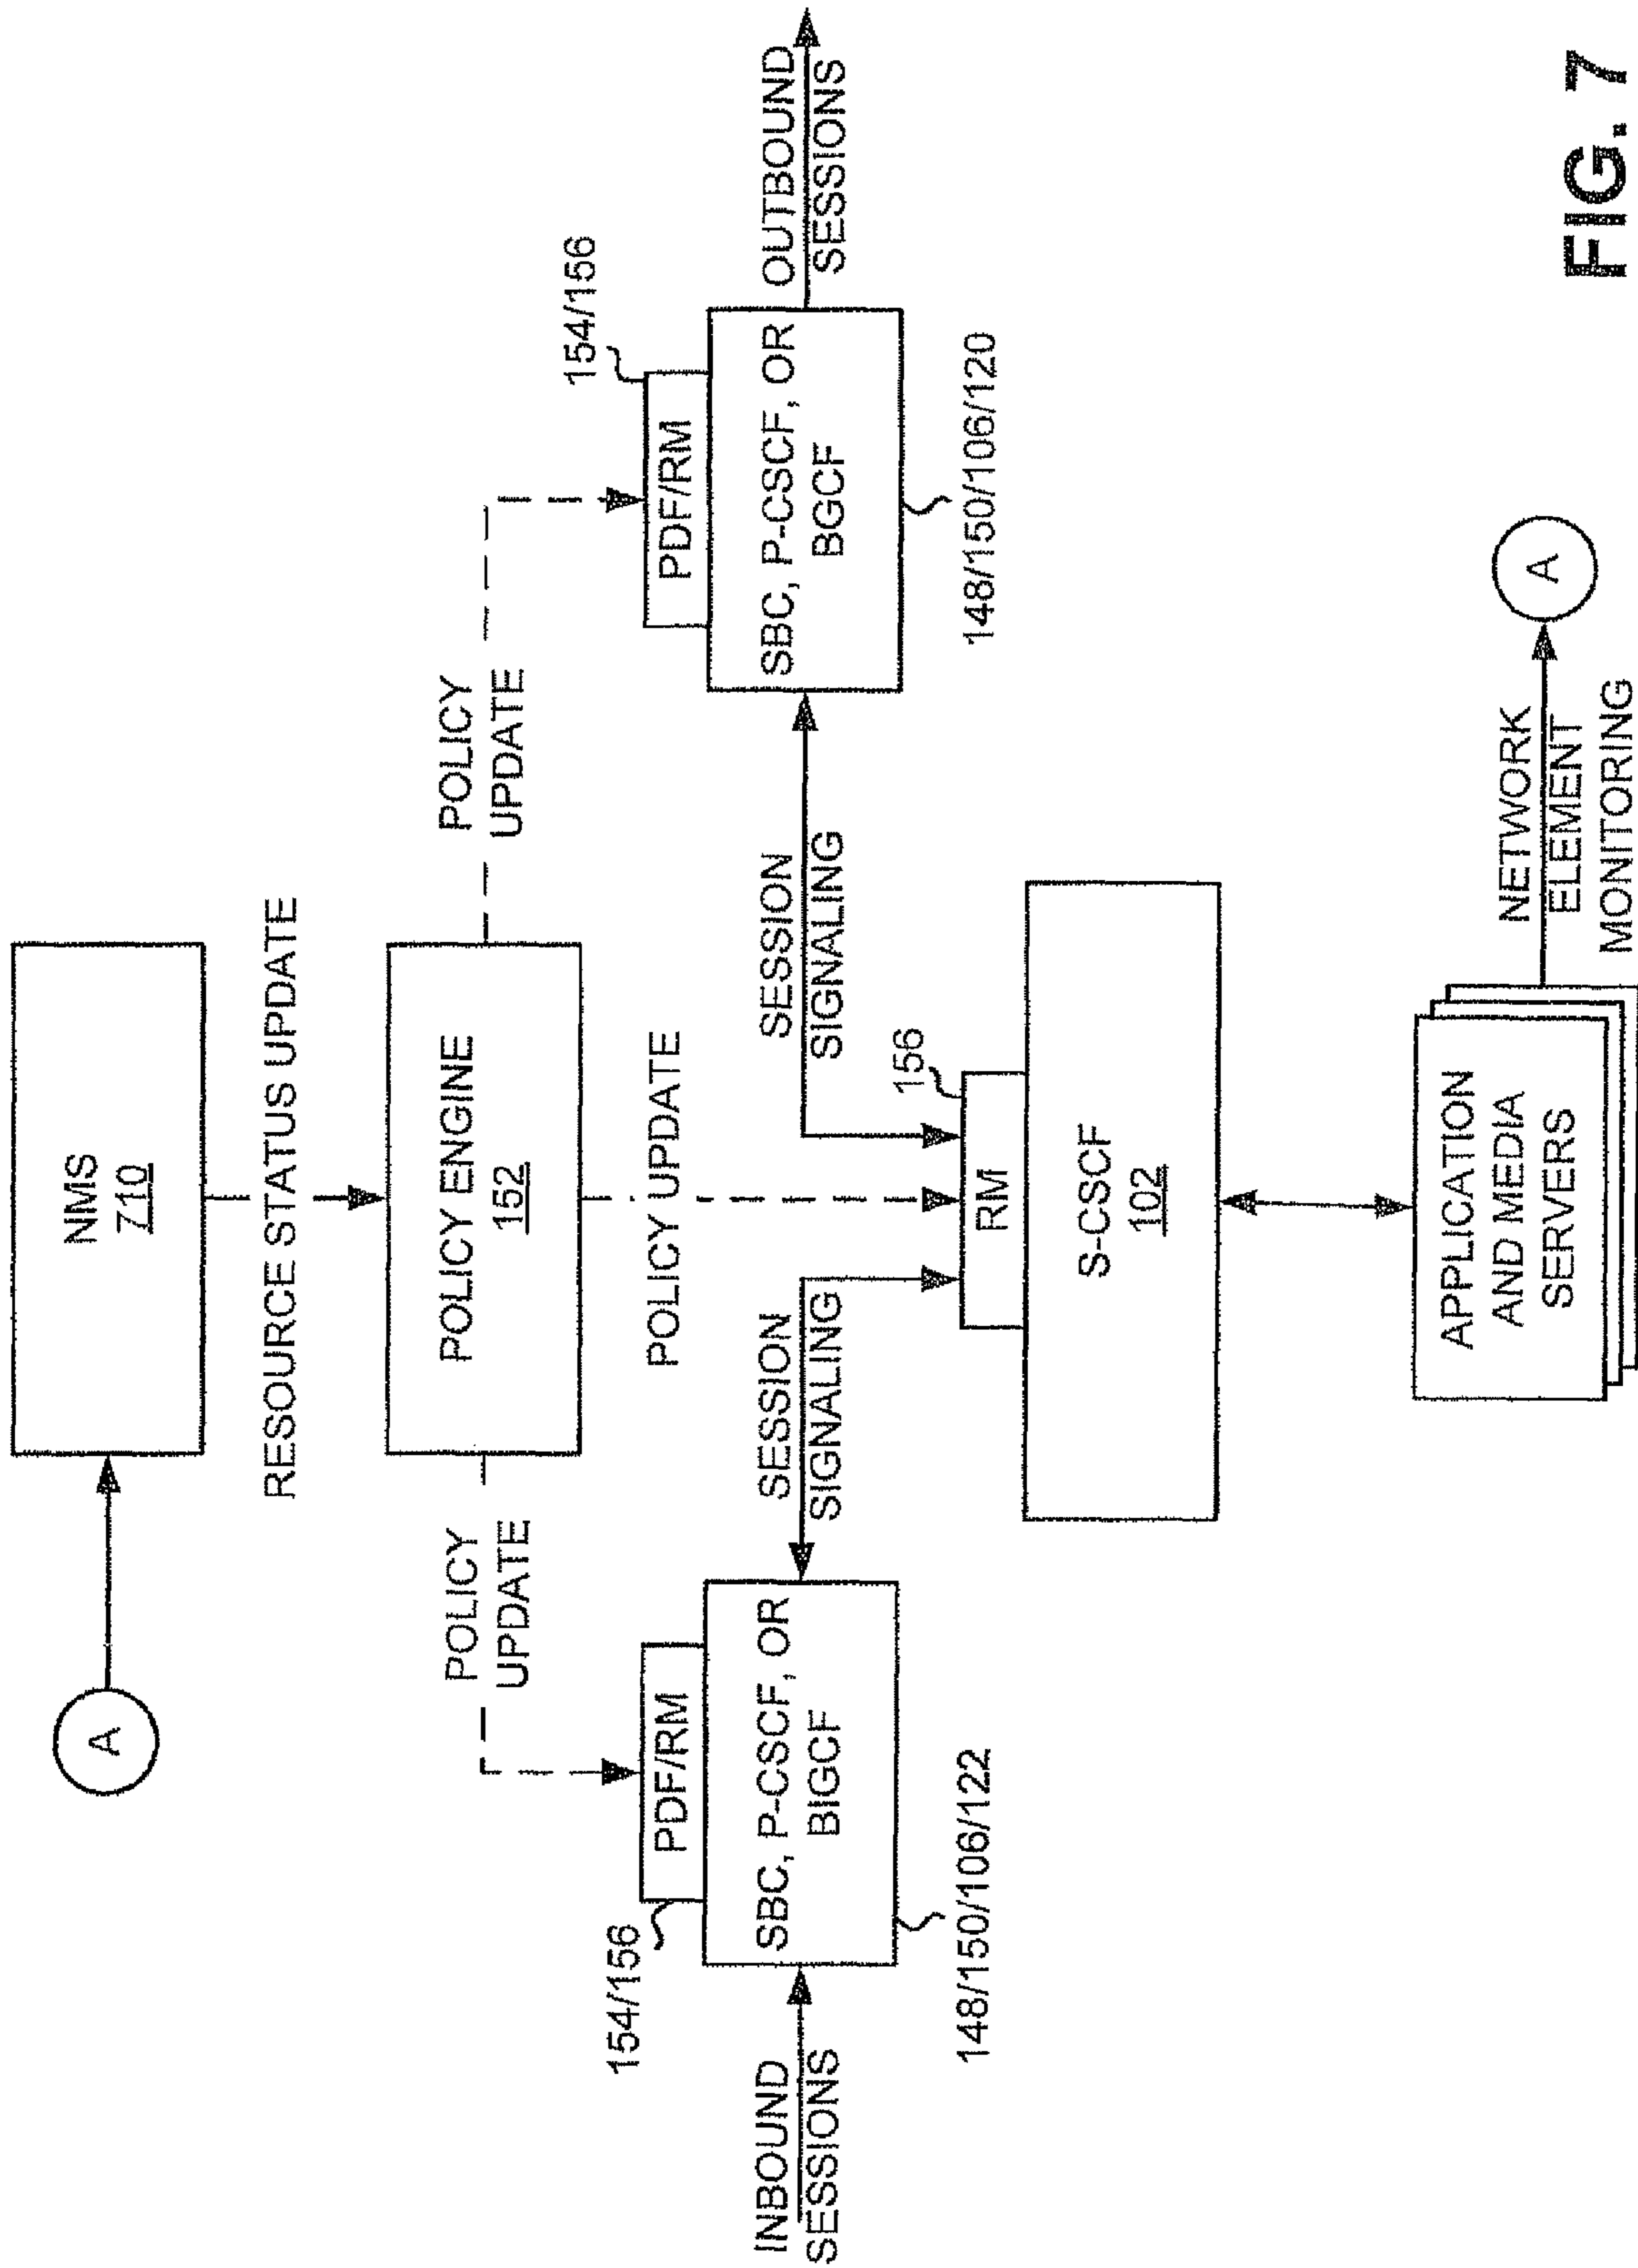 A
NMS
710
RESOURCE STATUS UPDATE
POLICY ENGINE
152
POLICY
UPDATE
POLICY
UPDATE
POLICY UPDATE
154/156
PDF/RM
SBC, P-CSCF, OR
BIGCF
148/150/106/122
INBOUND
SESSIONS
SESSION
SIGNALING
SESSION
SIGNALING
154/156
PDF/RM
SBC, P-CSCF, OR
BGCF
148/150/106/120
OUTBOUND
SESSIONS
156
RM
S-CSCF
102
APPLICATION
AND MEDIA
SERVERS
NETWORK
ELEMENT
MONITORING
A
FIG. 7